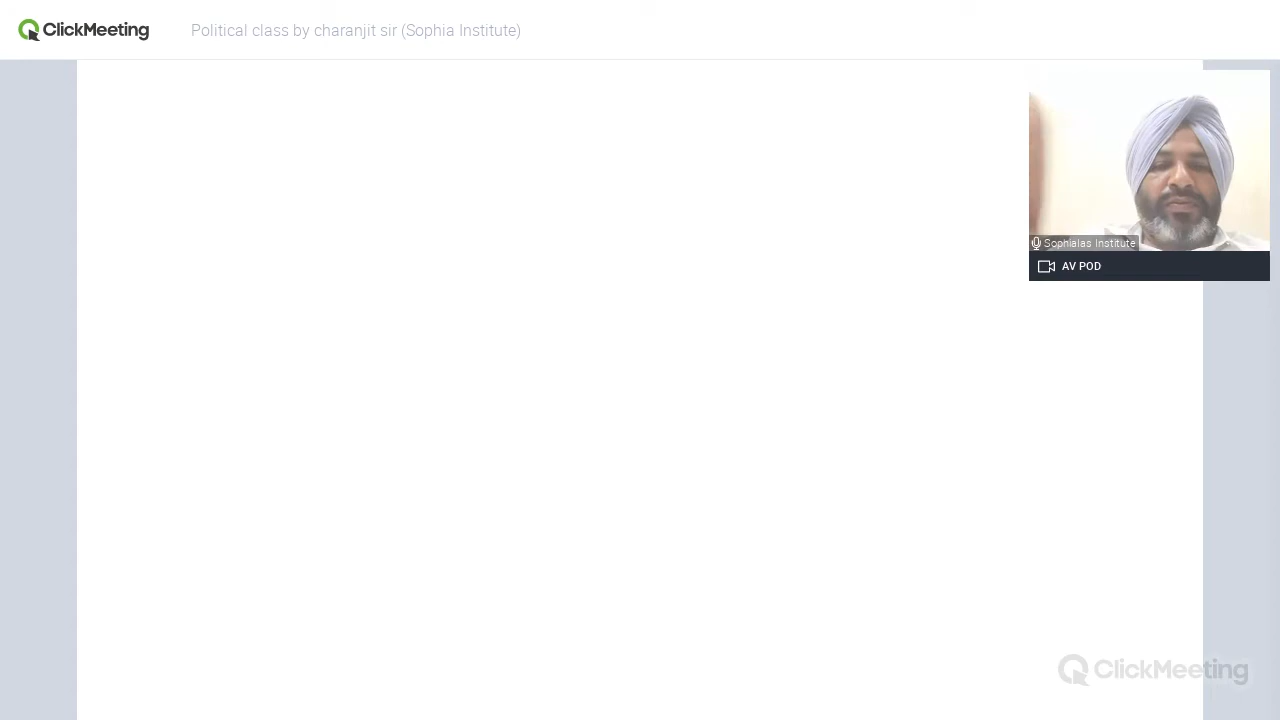 ClickMeeting
Political class by charanjit sir (Sophia Institute)
SophiaIas Institute
AV POD
ClickMeeting